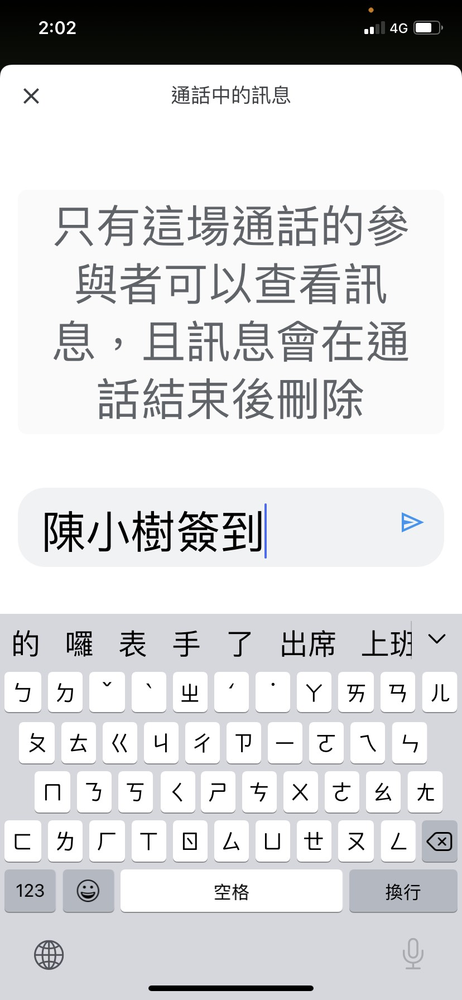 2:02
4G
通話中的訊息
只有這場通話的參
與者可以查看訊
息，且訊息會在通
話結束後刪除
陳小樹簽到
的 囉 表 手 了 出席 上班
ㄅ ㄉ ˇ ˋ ㄓ ˊ ˙ ㄚ ㄞ ㄢ ㄦ
ㄆ ㄊ ㄍ ㄐ ㄔ ㄗ ㄧ ㄛ ㄟ ㄣ
ㄇ ㄋ ㄎ ㄑ ㄕ ㄘ ㄨ ㄜ ㄠ ㄤ
ㄈ ㄌ ㄏ ㄒ ㄖ ㄙ ㄩ ㄝ ㄡ ㄥ
123 空格 換行